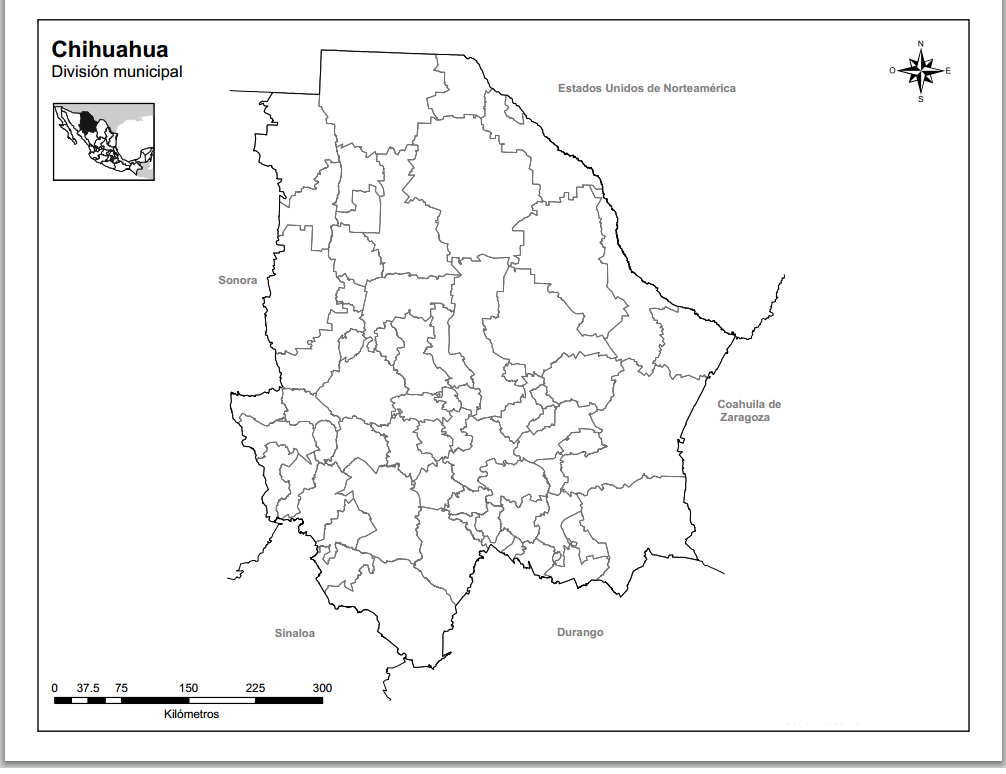 Chihuahua
División municipal
N
O
E
S
Estados Unidos de Norteamérica
Sonora
Coahuila de
Zaragoza
Sinaloa
Durango
0 37.5 75 150 225 300
Kilómetros